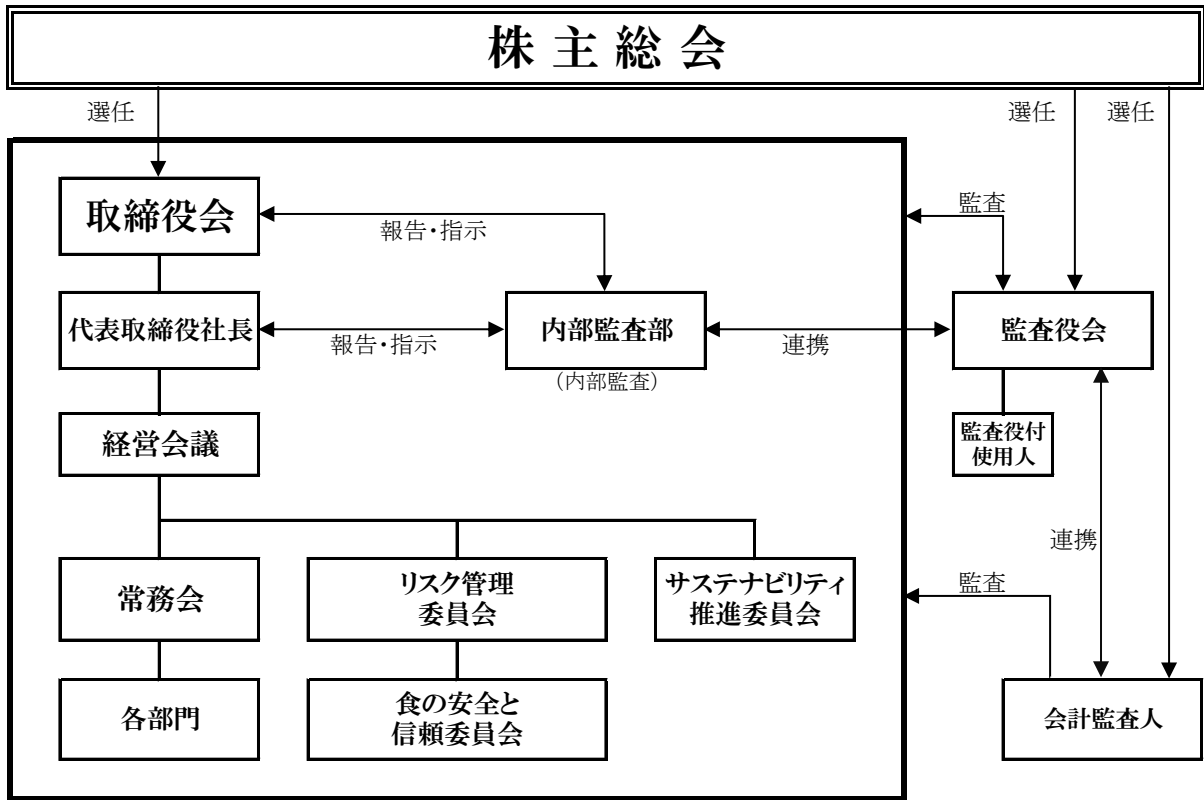 株主総会
選任
選任
選任
取締役会
報告・指示
監査
代表取締役社長
報告・指示
内部監査部
(内部監査)
連携
監査役会
経営会議
監査役付
使用人
連携
常務会
リスク管理
委員会
サステナビリティ
推進委員会
監査
各部門
食の安全と
信頼委員会
会計監査人